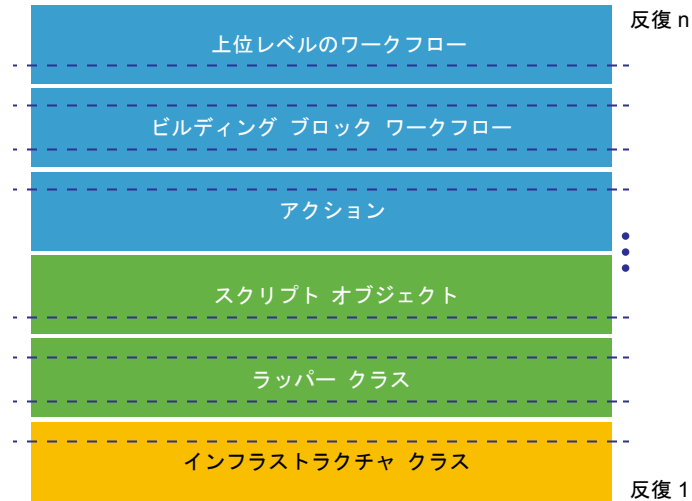 反復 n
上位レベルのワークフロー
ビルディング ブロック ワークフロー
アクション
スクリプト オブジェクト
ラッパー クラス
インフラストラクチャ クラス
反復 1